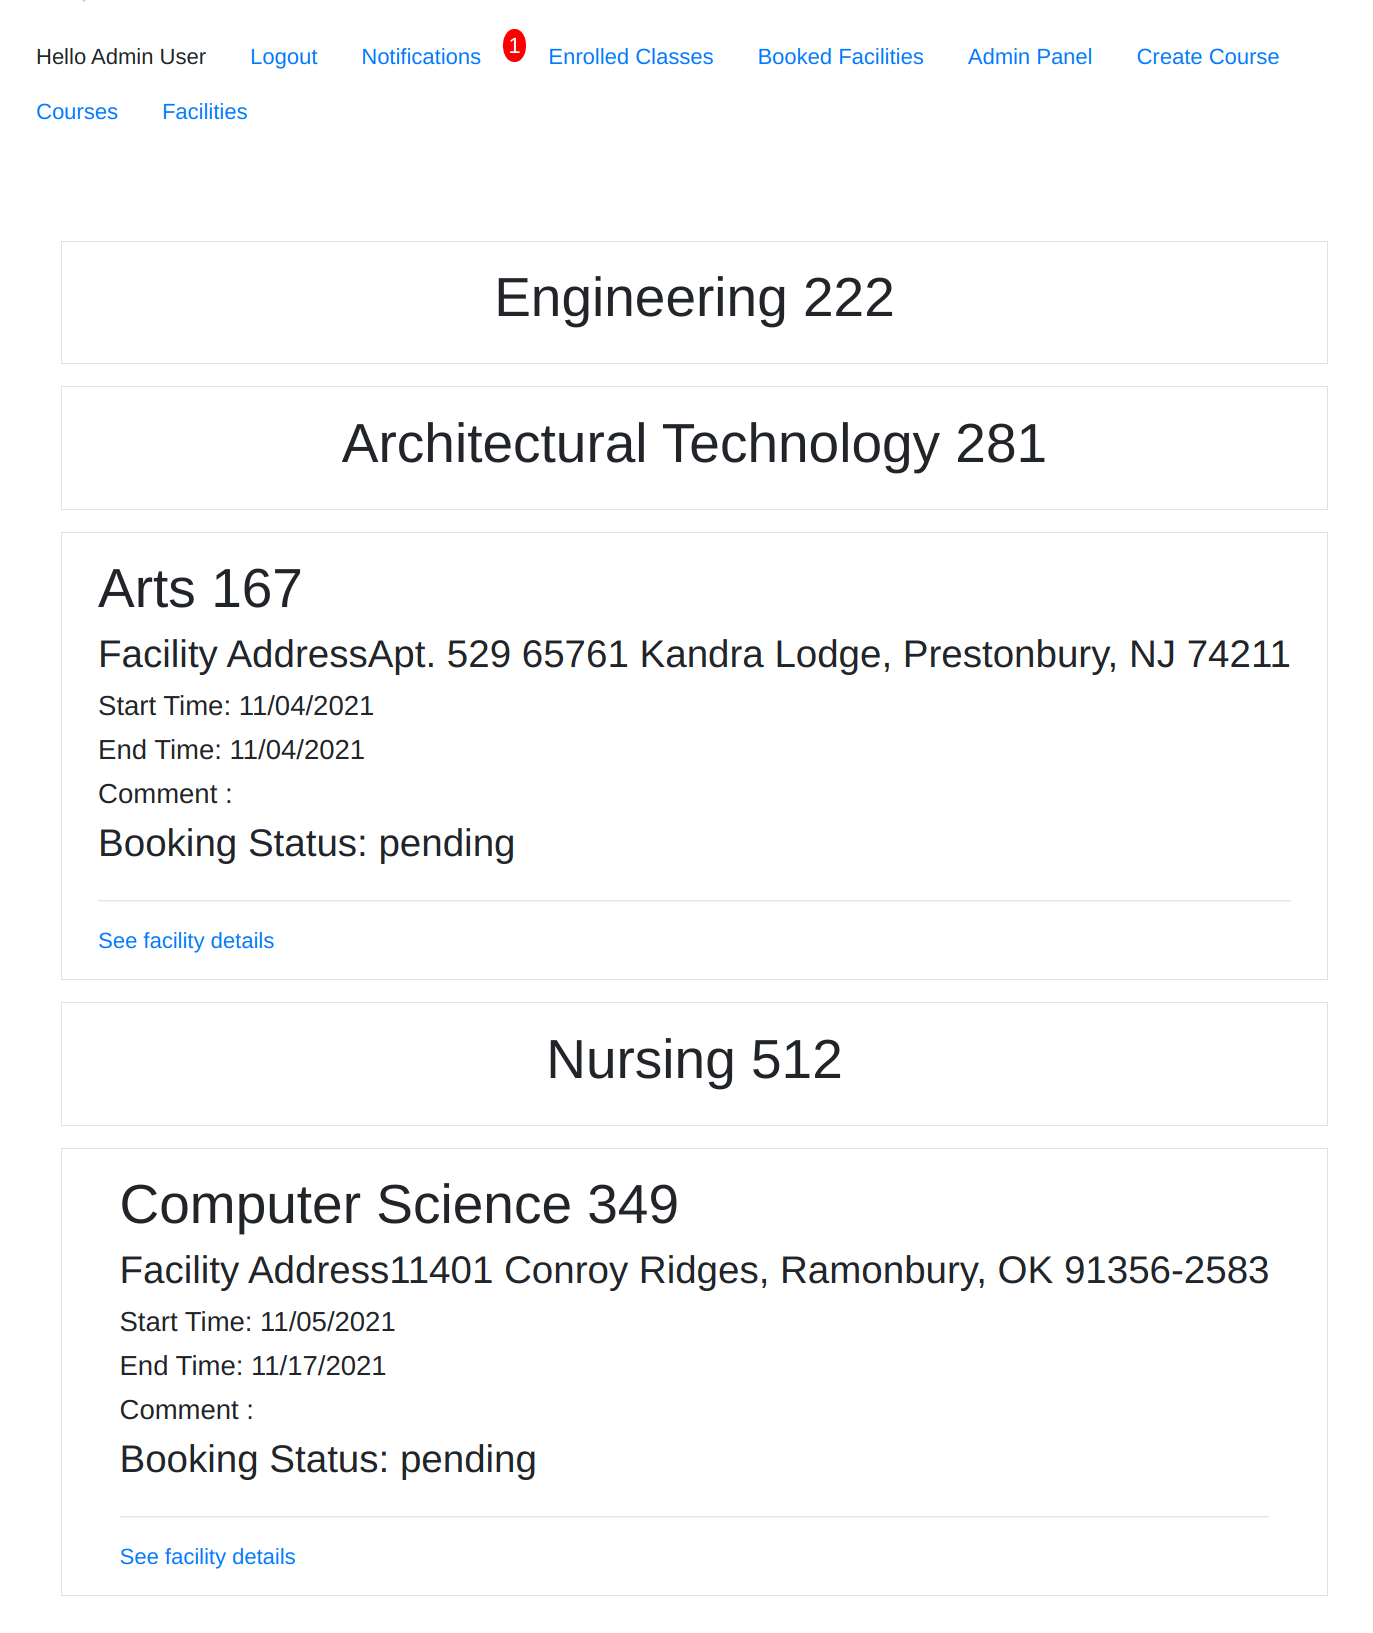 Hello Admin User Logout Notifications 1 Enrolled Classes Booked Facilities Admin Panel Create Course
Courses Facilities
Engineering 222
Architectural Technology 281
Arts 167
Facility AddressApt. 529 65761 Kandra Lodge, Prestonbury, NJ 74211
Start Time: 11/04/2021
End Time: 11/04/2021
Comment :
Booking Status: pending
See facility details
Nursing 512
Computer Science 349
Facility Address11401 Conroy Ridges, Ramonbury, OK 91356-2583
Start Time: 11/05/2021
End Time: 11/17/2021
Comment :
Booking Status: pending
See facility details